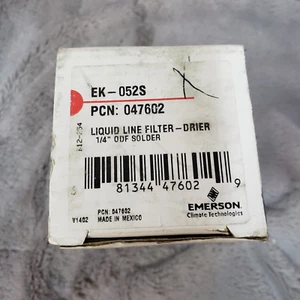 EK-052S
PCN: 047602
LIQUID LINE FILTER-DRIER
1/4" ODF SOLDER
81344 47602 9
PCN: 047602
V1402 MADE IN MEXICO
EMERSON
Climate Technologies